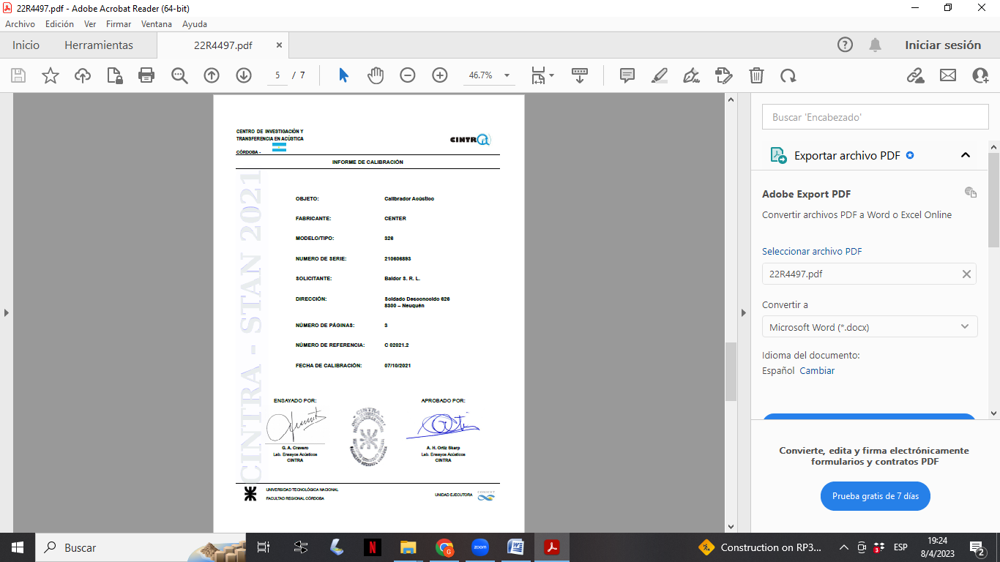 22R4497.pdf - Adobe Acrobat Reader (64-bit)
Archivo Edición Ver Firmar Ventana Ayuda
Inicio Herramientas 22R4497.pdf Iniciar sesión
5 / 7 46.7%
CENTRO DE INVESTIGACIÓN Y
TRANSFERENCIA EN ACÚSTICA
CINTRA
CÓRDOBA -
INFORME DE CALIBRACIÓN
CINTRA - STAN 2021
OBJETO: Calibrador Acústico
FABRICANTE: CENTER
MODELO/TIPO: 326
NUMERO DE SERIE: 210606893
SOLICITANTE: Baldor S. R. L.
DIRECCIÓN: Soldado Desconocido 626
8300 – Neuquén
NÚMERO DE PÁGINAS: 3
NÚMERO DE REFERENCIA: C 02021.2
FECHA DE CALIBRACIÓN: 07/10/2021
ENSAYADO POR: APROBADO POR:
G. A. Cravero A. H. Ortiz Skarp
Lab. Ensayos Acústicos Lab. Ensayos Acústicos
CINTRA CINTRA
UNIVERSIDAD TECNOLÓGICA NACIONAL
FACULTAD REGIONAL CÓRDOBA
UNIDAD EJECUTORA CONICET
Buscar 'Encabezado'
Exportar archivo PDF
Adobe Export PDF
Convertir archivos PDF a Word o Excel Online
Seleccionar archivo PDF
22R4497.pdf
Convertir a
Microsoft Word (*.docx)
Idioma del documento:
Español Cambiar
Convierte, edita y firma electrónicamente
formularios y contratos PDF
Prueba gratis de 7 días
Buscar
zoom
Construction on RP3...
ESP
19:24
8/4/2023
2